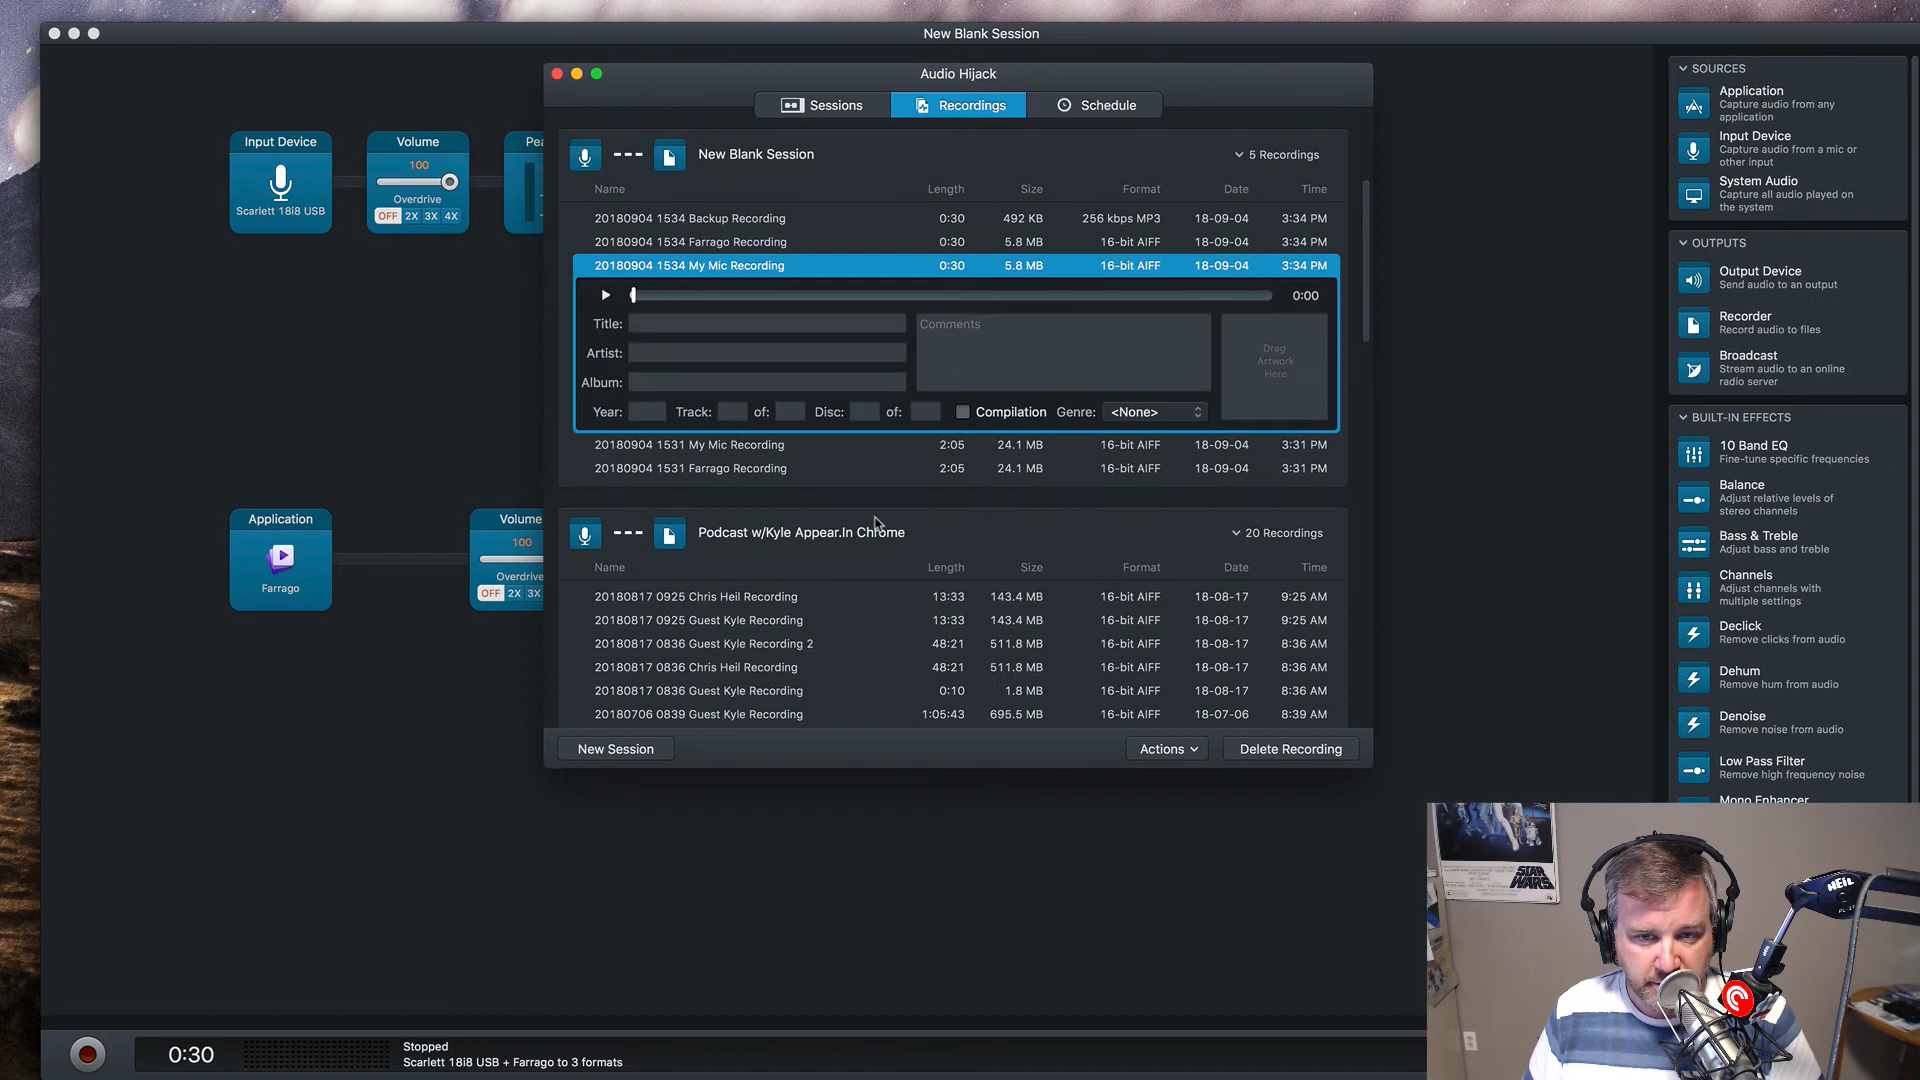 New Blank Session
Audio Hijack
Sessions
Recordings
Schedule
Input Device
Scarlett 18i8 USB
Volume
100
Overdrive
OFF 2X 3X 4X
Pea
Application
Farrago
Volume
100
Overdrive
OFF 2X 3X
New Blank Session
5 Recordings
Name Length Size Format Date Time
20180904 1534 Backup Recording 0:30 492 KB 256 kbps MP3 18-09-04 3:34 PM
20180904 1534 Farrago Recording 0:30 5.8 MB 16-bit AIFF 18-09-04 3:34 PM
20180904 1534 My Mic Recording 0:30 5.8 MB 16-bit AIFF 18-09-04 3:34 PM
0:00
Title:
Comments
Drag
Artwork
Here
Artist:
Album:
Year: Track: of: Disc: of: Compilation Genre: <None>
20180904 1531 My Mic Recording 2:05 24.1 MB 16-bit AIFF 18-09-04 3:31 PM
20180904 1531 Farrago Recording 2:05 24.1 MB 16-bit AIFF 18-09-04 3:31 PM
Podcast w/Kyle Appear.In Chrome
20 Recordings
Name Length Size Format Date Time
20180817 0925 Chris Heil Recording 13:33 143.4 MB 16-bit AIFF 18-08-17 9:25 AM
20180817 0925 Guest Kyle Recording 13:33 143.4 MB 16-bit AIFF 18-08-17 9:25 AM
20180817 0836 Guest Kyle Recording 2 48:21 511.8 MB 16-bit AIFF 18-08-17 8:36 AM
20180817 0836 Chris Heil Recording 48:21 511.8 MB 16-bit AIFF 18-08-17 8:36 AM
20180817 0836 Guest Kyle Recording 0:10 1.8 MB 16-bit AIFF 18-08-17 8:36 AM
20180706 0839 Guest Kyle Recording 1:05:43 695.5 MB 16-bit AIFF 18-07-06 8:39 AM
New Session
Actions
Delete Recording
SOURCES
Application
Capture audio from any
application
Input Device
Capture audio from a mic or
other input
System Audio
Capture all audio played on
the system
OUTPUTS
Output Device
Send audio to an output
Recorder
Record audio to files
Broadcast
Stream audio to an online
radio server
BUILT-IN EFFECTS
10 Band EQ
Fine-tune specific frequencies
Balance
Adjust relative levels of
stereo channels
Bass & Treble
Adjust bass and treble
Channels
Adjust channels with
multiple settings
Declick
Remove clicks from audio
Dehum
Remove hum from audio
Denoise
Remove noise from audio
Low Pass Filter
Remove high frequency noise
Mono Enhancer
STAR
WARS
HEIL
0:30
Stopped
Scarlett 18i8 USB + Farrago to 3 formats